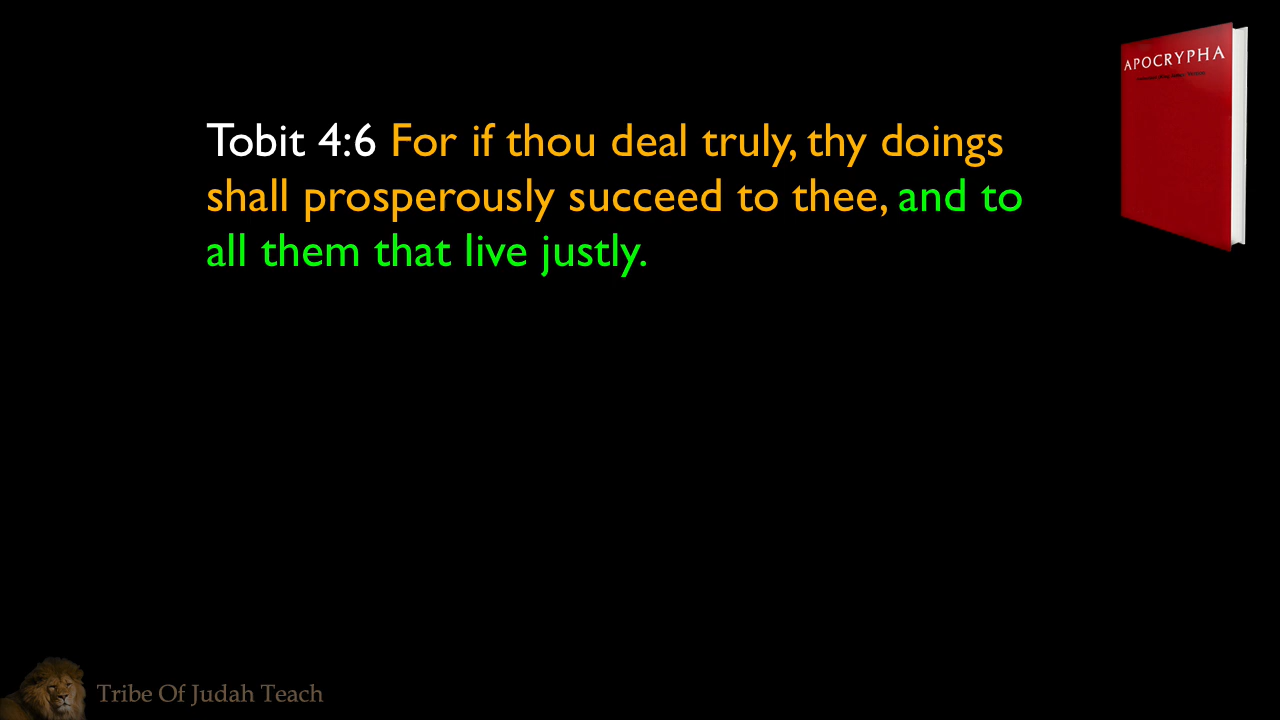 APOCRYPHA
Tobit 4:6 For if thou deal truly, thy doings
shall prosperously succeed to thee, and to
all them that live justly.
Tribe Of Judah Teach